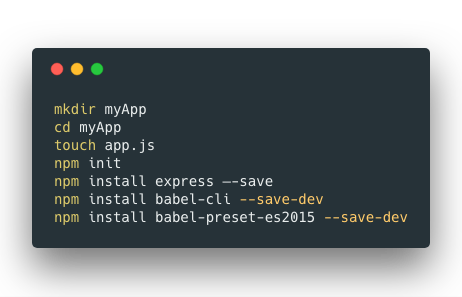 mkdir myApp
cd myApp
touch app.js
npm init
npm install express —-save
npm install babel-cli --save-dev
npm install babel-preset-es2015 --save-dev